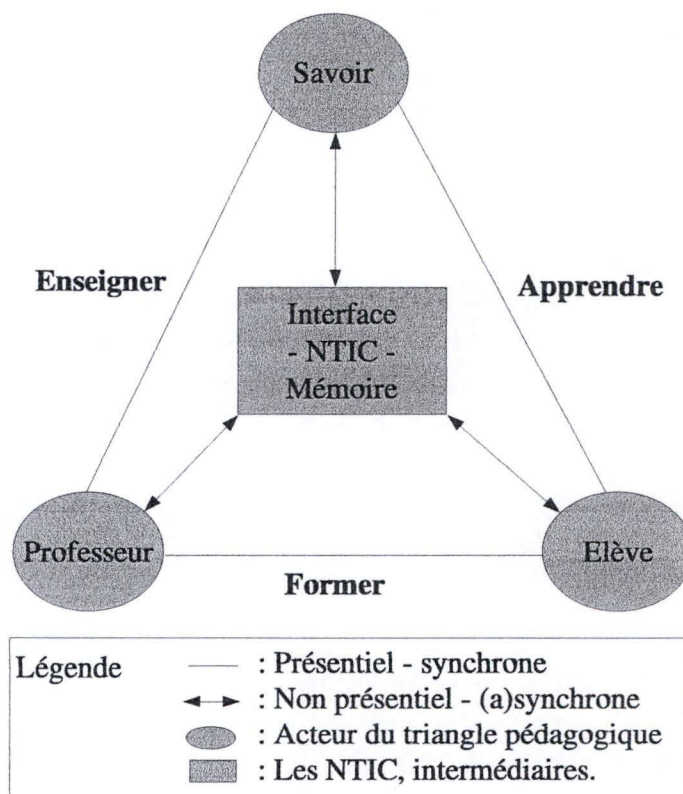 Savoir
Enseigner
Apprendre
Interface
- NTIC -
Mémoire
Professeur
Elève
Former
Légende
: Présentiel - synchrone
: Non présentiel - (a)synchrone
: Acteur du triangle pédagogique
: Les NTIC, intermédiaires.